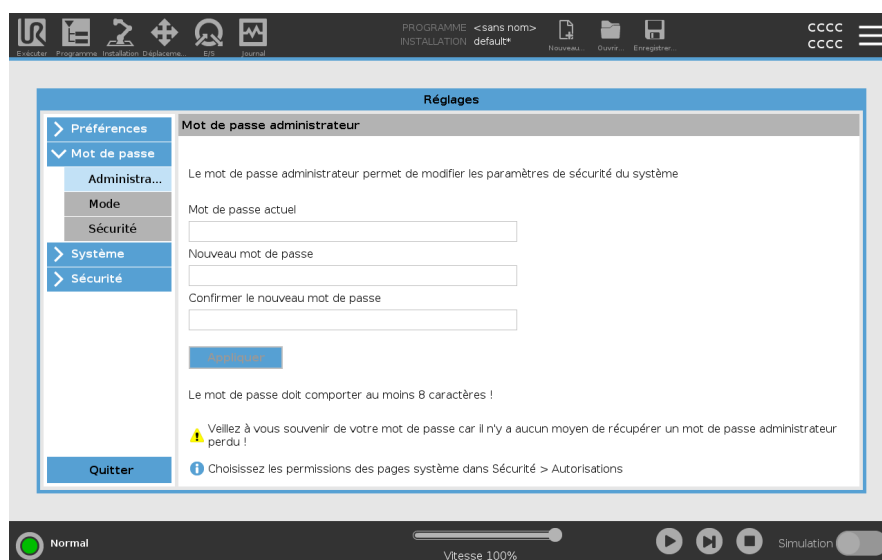 PROGRAMME <sans nom>
INSTALLATION default*
UR
Exécuter
Programme
Installation
Déplaceme...
E/S
Journal
Nouveau...
Ouvrir...
Enregistrer...
cccc
cccc
Réglages
Préférences
Mot de passe
Administra...
Mode
Sécurité
Système
Sécurité
Quitter
Mot de passe administrateur
Le mot de passe administrateur permet de modifier les paramètres de sécurité du système
Mot de passe actuel
Nouveau mot de passe
Confirmer le nouveau mot de passe
Appliquer
Le mot de passe doit comporter au moins 8 caractères !
Veillez à vous souvenir de votre mot de passe car il n'y a aucun moyen de récupérer un mot de passe administrateur
perdu !
Choisissez les permissions des pages système dans Sécurité > Autorisations
Normal
Vitesse 100%
Simulation